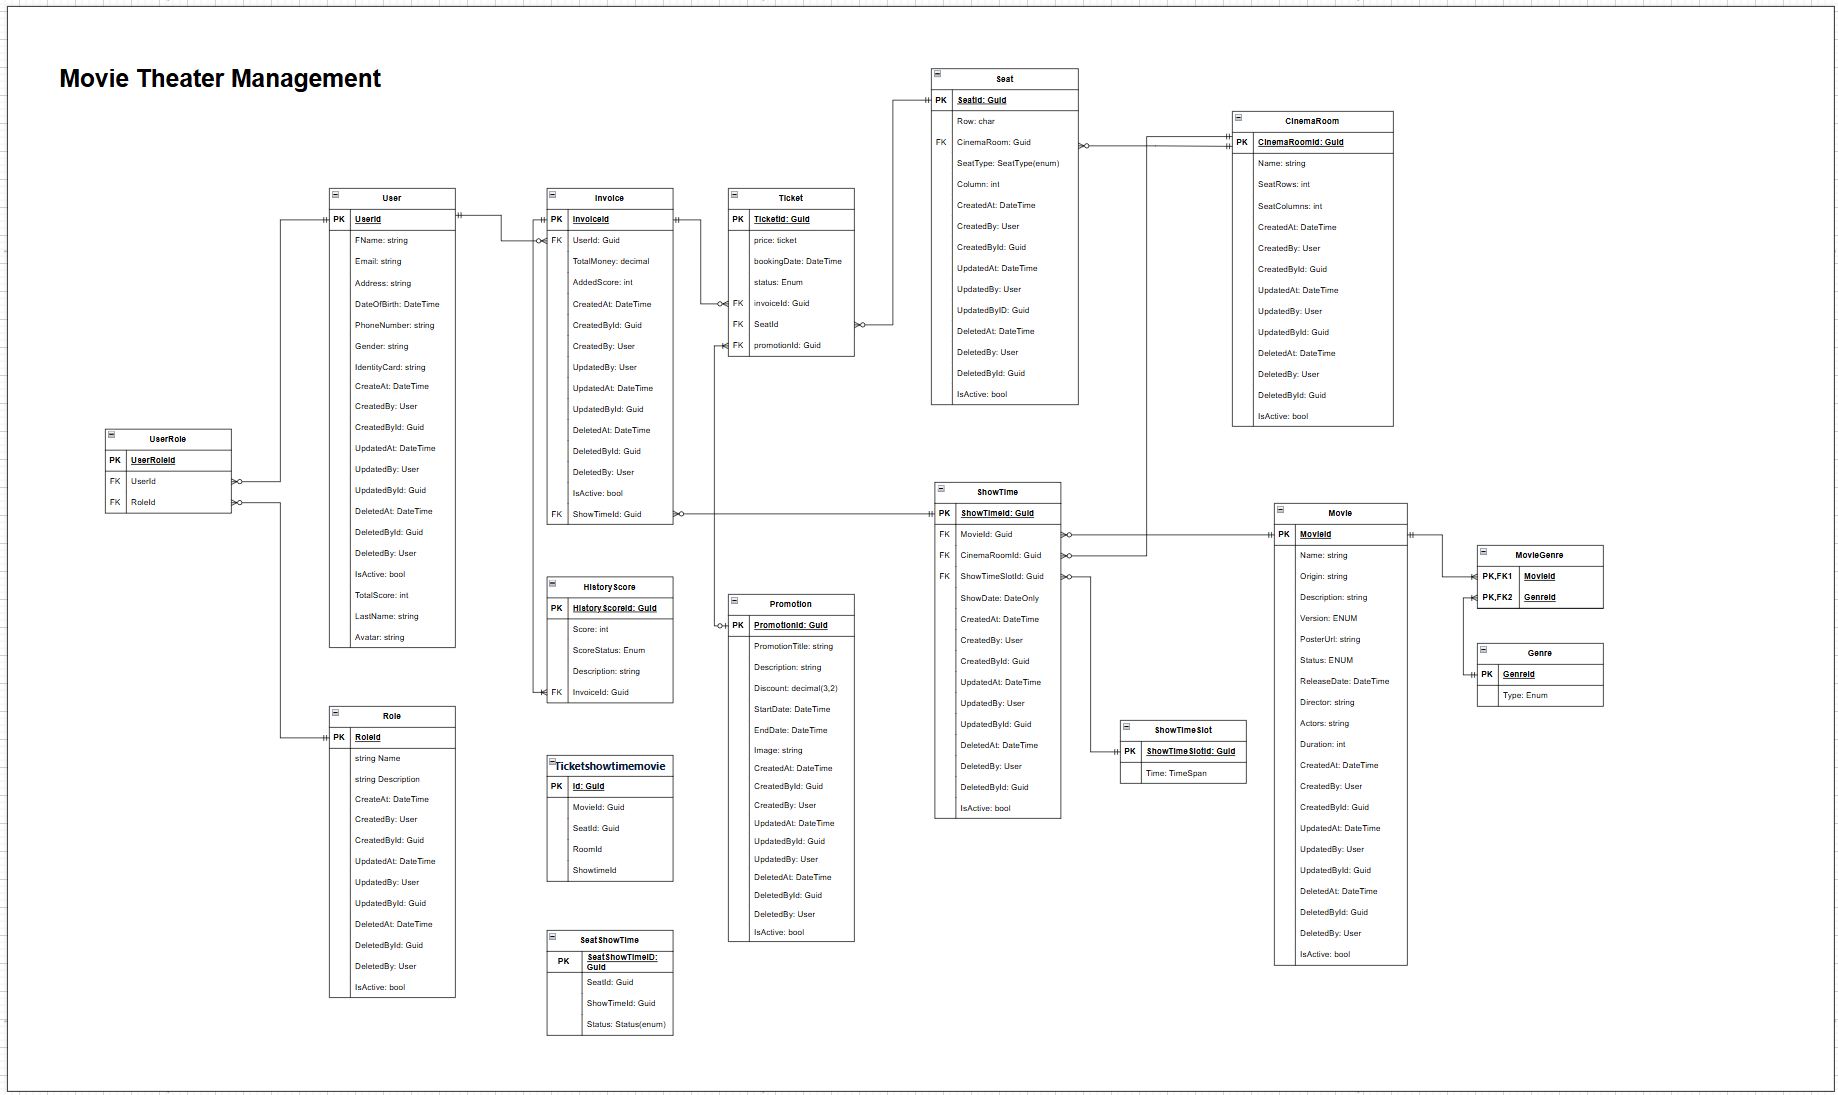 Movie Theater Management
UserRole
PK UserRoleId
FK UserId
FK RoleId
User
PK UserId
FName: string
Email: string
Address: string
DateOfBirth: DateTime
PhoneNumber: string
Gender: string
IdentityCard: string
CreateAt: DateTime
CreatedBy: User
CreatedById: Guid
UpdatedAt: DateTime
UpdatedBy: User
UpdatedById: Guid
DeletedAt: DateTime
DeletedById: Guid
DeletedBy: User
IsActive: bool
TotalScore: int
LastName: string
Avatar: string
Role
PK RoleId
string Name
string Description
CreateAt: DateTime
CreatedBy: User
CreatedById: Guid
UpdatedAt: DateTime
UpdatedBy: User
UpdatedById: Guid
DeletedAt: DateTime
DeletedById: Guid
DeletedBy: User
IsActive: bool
Invoice
PK InvoiceId
FK UserId: Guid
TotalMoney: decimal
AddedScore: int
CreatedAt: DateTime
CreatedById: Guid
CreatedBy: User
UpdatedBy: User
UpdatedAt: DateTime
UpdatedById: Guid
DeletedAt: DateTime
DeletedById: Guid
DeletedBy: User
IsActive: bool
FK ShowTimeId: Guid
HistoryScore
PK HistoryScoreId: Guid
Score: int
ScoreStatus: Enum
Description: string
FK InvoiceId: Guid
Ticketshowtimemovie
PK Id: Guid
MovieId: Guid
SeatId: Guid
RoomId
ShowtimeId
SeatShowTime
PK SeatShowTimeID:
Guid
SeatId: Guid
ShowTimeId: Guid
Status: Status(enum)
Ticket
PK TicketId: Guid
price: ticket
bookingDate: DateTime
status: Enum
FK invoiceId: Guid
FK SeatId
FK promotionId: Guid
Promotion
PK PromotionId: Guid
PromotionTitle: string
Description: string
Discount: decimal(3,2)
StartDate: DateTime
EndDate: DateTime
Image: string
CreatedAt: DateTime
CreatedById: Guid
CreatedBy: User
UpdatedAt: DateTime
UpdatedById: Guid
UpdatedBy: User
DeletedAt: DateTime
DeletedById: Guid
DeletedBy: User
IsActive: bool
Seat
PK SeatId: Guid
Row: char
FK CinemaRoom: Guid
SeatType: SeatType(enum)
Column: int
CreatedAt: DateTime
CreatedBy: User
CreatedById: Guid
UpdatedAt: DateTime
UpdatedBy: User
UpdatedByID: Guid
DeletedAt: DateTime
DeletedBy: User
DeletedById: Guid
IsActive: bool
CinemaRoom
PK CinemaRoomId: Guid
Name: string
SeatRows: int
SeatColumns: int
CreatedAt: DateTime
CreatedBy: User
CreatedById: Guid
UpdatedAt: DateTime
UpdatedBy: User
UpdatedById: Guid
DeletedAt: DateTime
DeletedBy: User
DeletedById: Guid
IsActive: bool
ShowTime
PK ShowTimeId: Guid
FK MovieId: Guid
FK CinemaRoomId: Guid
FK ShowTimeSlotId: Guid
ShowDate: DateOnly
CreatedAt: DateTime
CreatedBy: User
CreatedById: Guid
UpdatedAt: DateTime
UpdatedBy: User
UpdatedById: Guid
DeletedAt: DateTime
DeletedBy: User
DeletedById: Guid
IsActive: bool
ShowTimeSlot
PK ShowTimeSlotId: Guid
Time: TimeSpan
Movie
PK MovieId
Name: string
Origin: string
Description: string
Version: ENUM
PosterUrl: string
Status: ENUM
ReleaseDate: DateTime
Director: string
Actors: string
Duration: int
CreatedAt: DateTime
CreatedBy: User
CreatedById: Guid
UpdatedAt: DateTime
UpdatedBy: User
UpdatedById: Guid
DeletedAt: DateTime
DeletedById: Guid
DeletedBy: User
IsActive: bool
MovieGenre
PK,FK1 MovieId
PK,FK2 GenreId
Genre
PK GenreId
Type: Enum